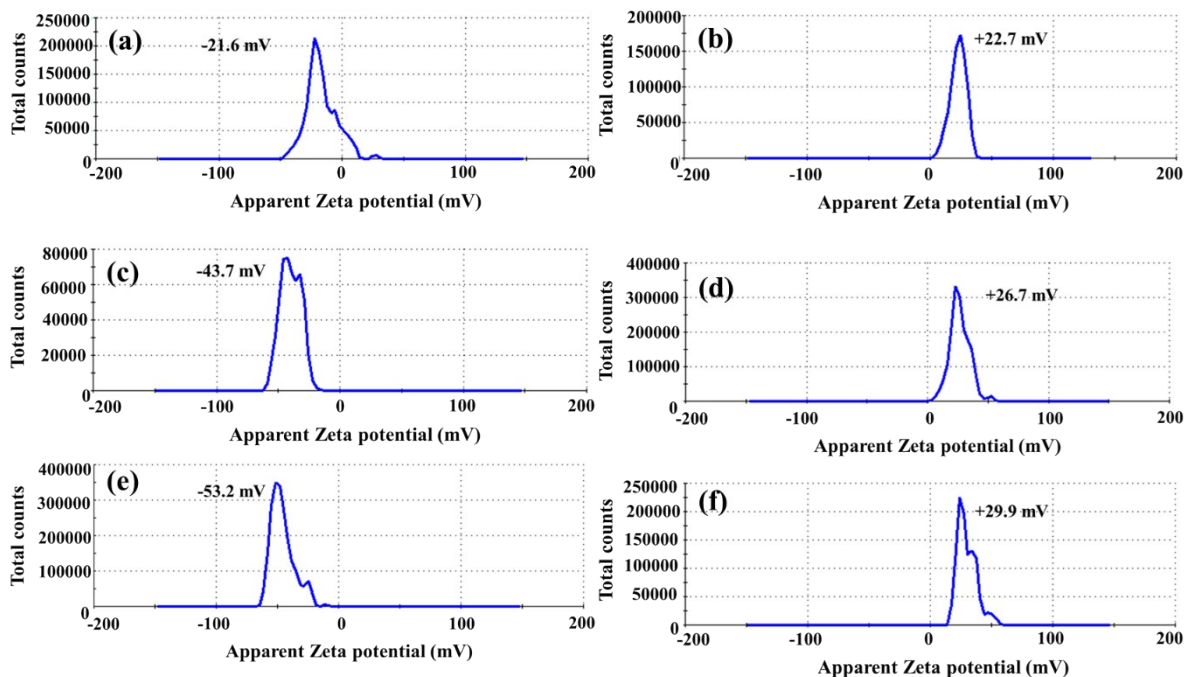 (a)
-21.6 mV
Total counts
250000
200000
150000
100000
50000
0
-200
-100
0
100
200
Apparent Zeta potential (mV)
(b)
+22.7 mV
Total counts
200000
150000
100000
50000
0
-200
-100
0
100
200
Apparent Zeta potential (mV)
(c)
-43.7 mV
Total counts
80000
60000
40000
20000
0
-200
-100
0
100
200
Apparent Zeta potential (mV)
(d)
+26.7 mV
Total counts
400000
300000
200000
100000
0
-200
-100
0
100
200
Apparent Zeta potential (mV)
(e)
-53.2 mV
Total counts
400000
350000
300000
250000
200000
150000
100000
50000
0
-200
-100
0
100
200
Apparent Zeta potential (mV)
(f)
+29.9 mV
Total counts
250000
200000
150000
100000
50000
0
-200
-100
0
100
200
Apparent Zeta potential (mV)